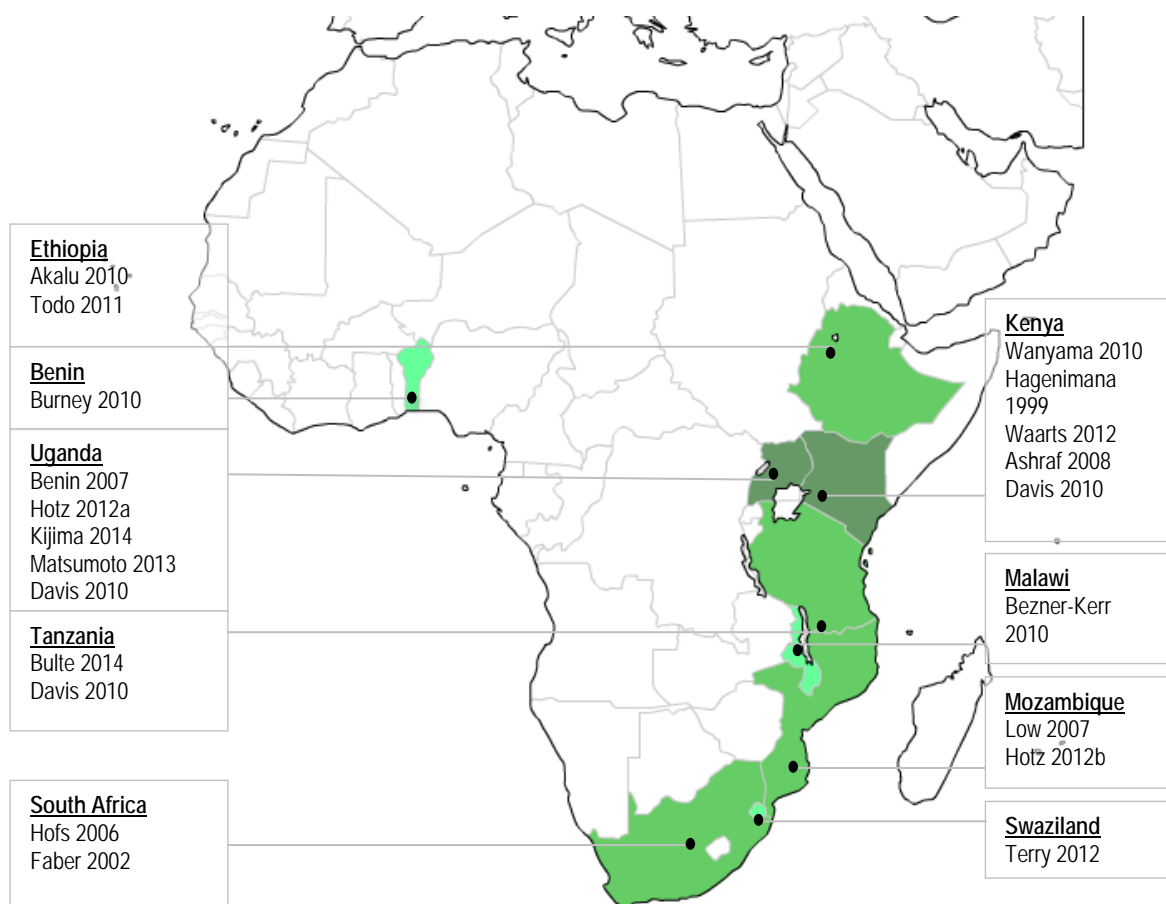 Ethiopia
Akalu 2010
Todo 2011
Benin
Burney 2010
Uganda
Benin 2007
Hotz 2012a
Kijima 2014
Matsumoto 2013
Davis 2010
Tanzania
Bulte 2014
Davis 2010
South Africa
Hofs 2006
Faber 2002
Kenya
Wanyama 2010
Hagenimana
1999
Waarts 2012
Ashraf 2008
Davis 2010
Malawi
Bezner-Kerr
2010
Mozambique
Low 2007
Hotz 2012b
Swaziland
Terry 2012